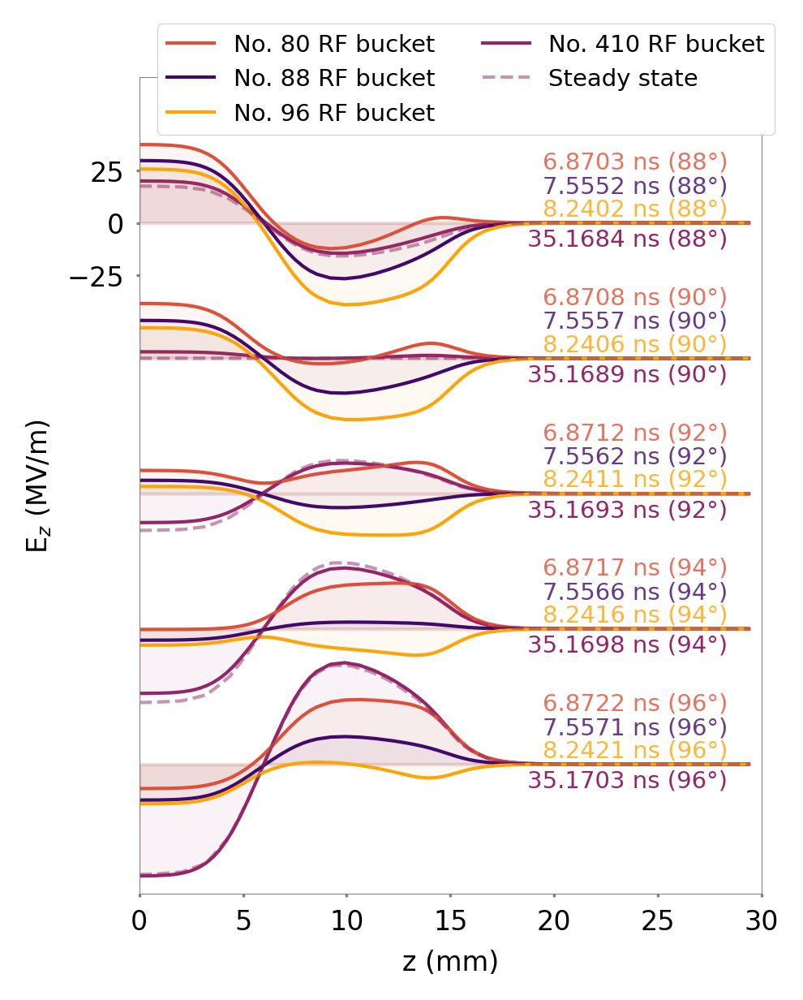 No. 80 RF bucket
No. 88 RF bucket
No. 96 RF bucket
No. 410 RF bucket
Steady state
25
0
−25
6.8703 ns (88°)
7.5552 ns (88°)
8.2402 ns (88°)
35.1684 ns (88°)
6.8708 ns (90°)
7.5557 ns (90°)
8.2406 ns (90°)
35.1689 ns (90°)
6.8712 ns (92°)
7.5562 ns (92°)
8.2411 ns (92°)
35.1693 ns (92°)
6.8717 ns (94°)
7.5566 ns (94°)
8.2416 ns (94°)
35.1698 ns (94°)
6.8722 ns (96°)
7.5571 ns (96°)
8.2421 ns (96°)
35.1703 ns (96°)
E_z (MV/m)
0 5 10 15 20 25 30
z (mm)